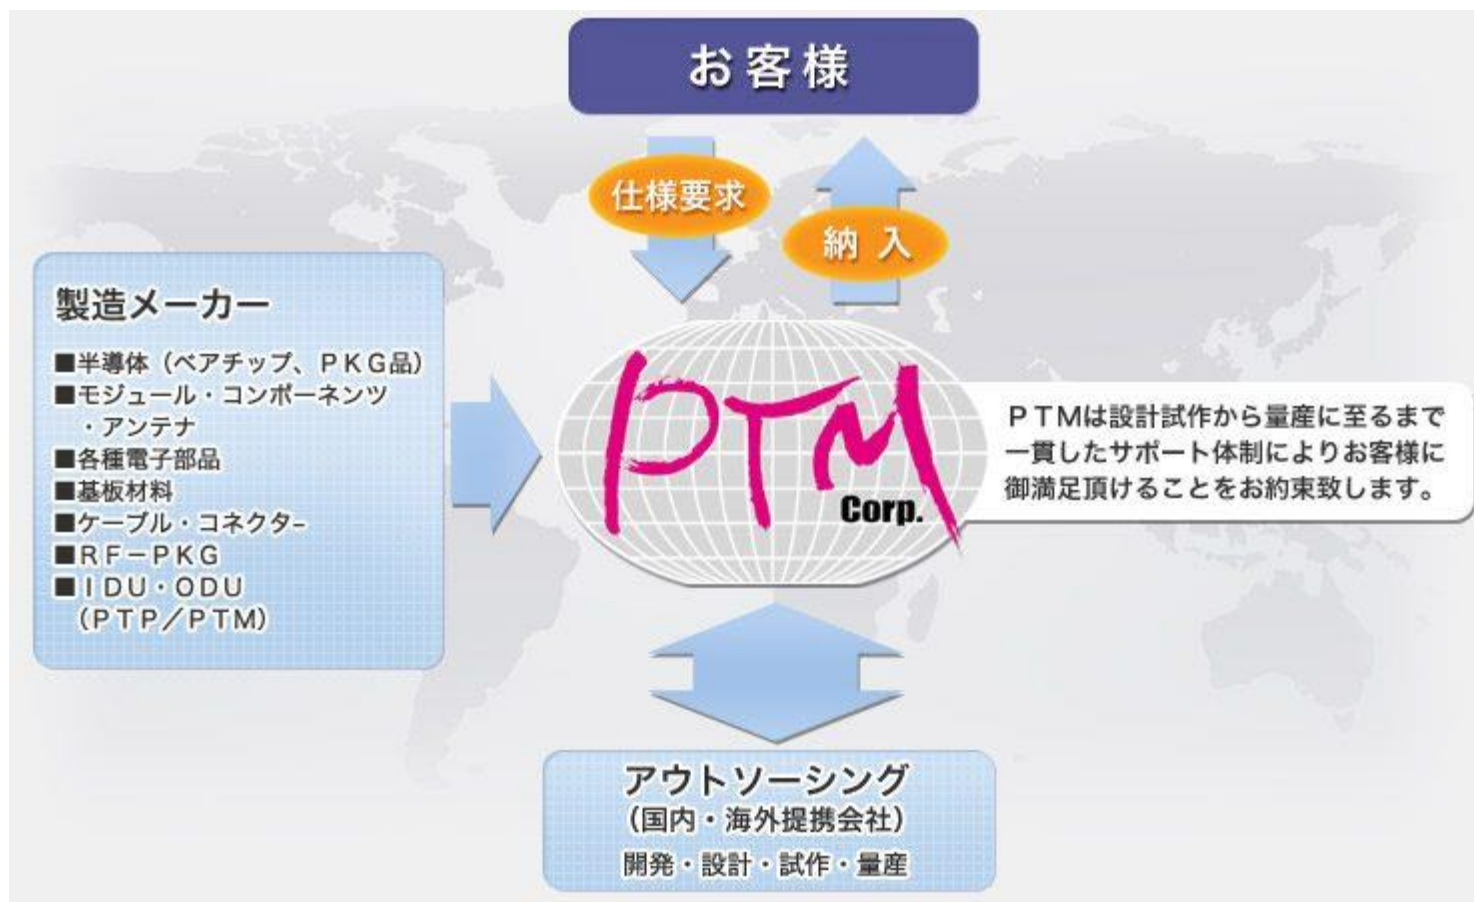 お客様
仕様要求
納 入
製造メーカー
■半導体（ベアチップ、ＰＫＧ品）
■モジュール・コンポーネンツ
・アンテナ
■各種電子部品
■基板材料
■ケーブル・コネクタ−
■ＲＦ−ＰＫＧ
■ＩＤＵ・ＯＤＵ
（ＰＴＰ／ＰＴＭ）
PTM
Corp.
ＰＴＭは設計試作から量産に至るまで
一貫したサポート体制によりお客様に
御満足頂けることをお約束致します。
アウトソーシング
（国内・海外提携会社）
開発・設計・試作・量産